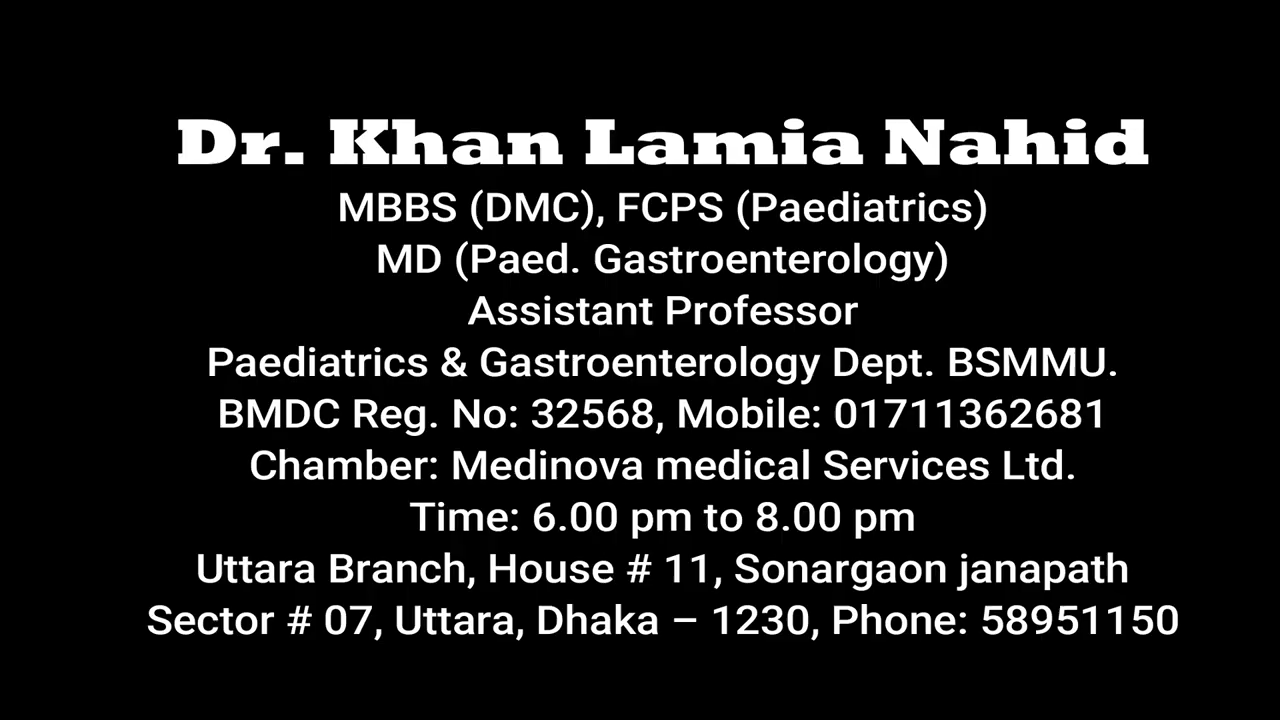 Dr. Khan Lamia Nahid
MBBS (DMC), FCPS (Paediatrics)
MD (Paed. Gastroenterology)
Assistant Professor
Paediatrics & Gastroenterology Dept. BSMMU.
BMDC Reg. No: 32568, Mobile: 01711362681
Chamber: Medinova medical Services Ltd.
Time: 6.00 pm to 8.00 pm
Uttara Branch, House # 11, Sonargaon janapath
Sector # 07, Uttara, Dhaka – 1230, Phone: 58951150